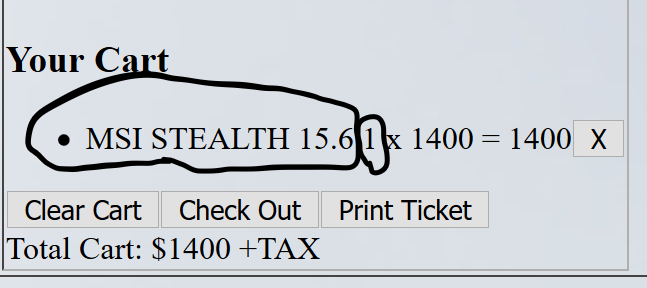 Your Cart
• MSI STEALTH 15.6 1 x 1400 = 1400 X
Clear Cart Check Out Print Ticket
Total Cart: $1400 +TAX